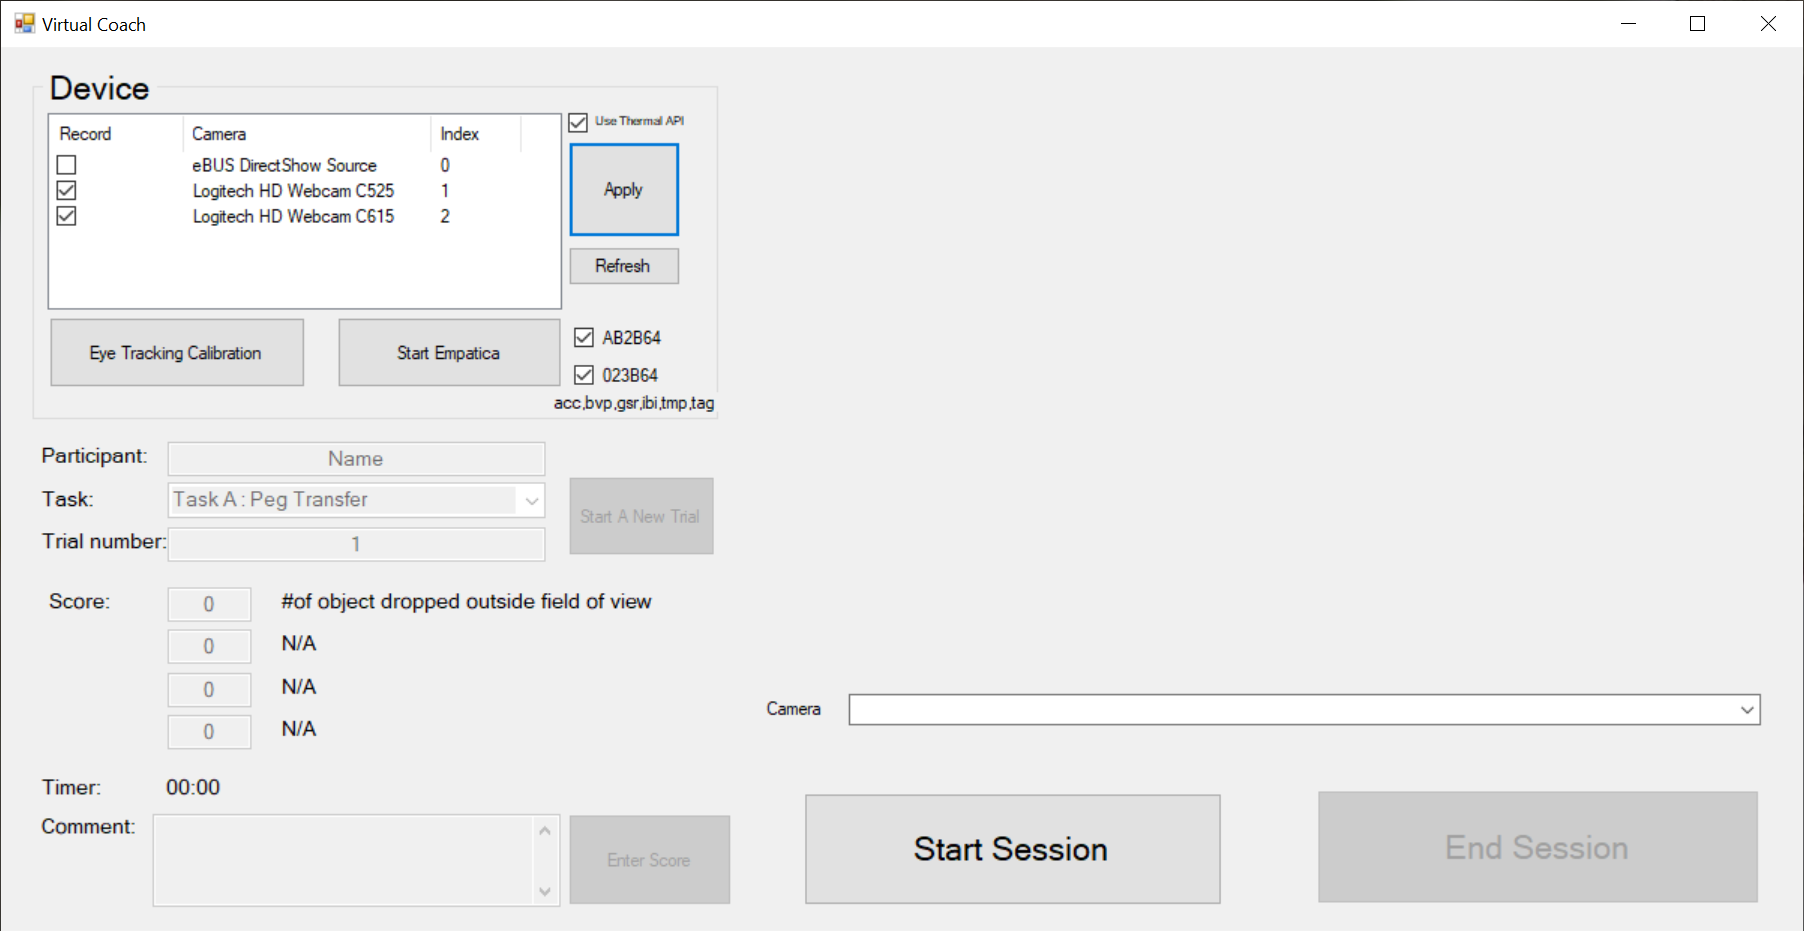 Virtual Coach
Device
Record Camera Index
eBUS DirectShow Source 0
Logitech HD Webcam C525 1
Logitech HD Webcam C615 2
Use Thermal API
Apply
Refresh
Eye Tracking Calibration
Start Empatica
AB2B64
023B64
acc,bvp,gsr,ibi,tmp,tag
Participant: Name
Task: Task A : Peg Transfer
Trial number: 1
Start A New Trial
Score: 0 #of object dropped outside field of view
0 N/A
0 N/A
0 N/A
Timer: 00:00
Comment:
Enter Score
Camera
Start Session
End Session